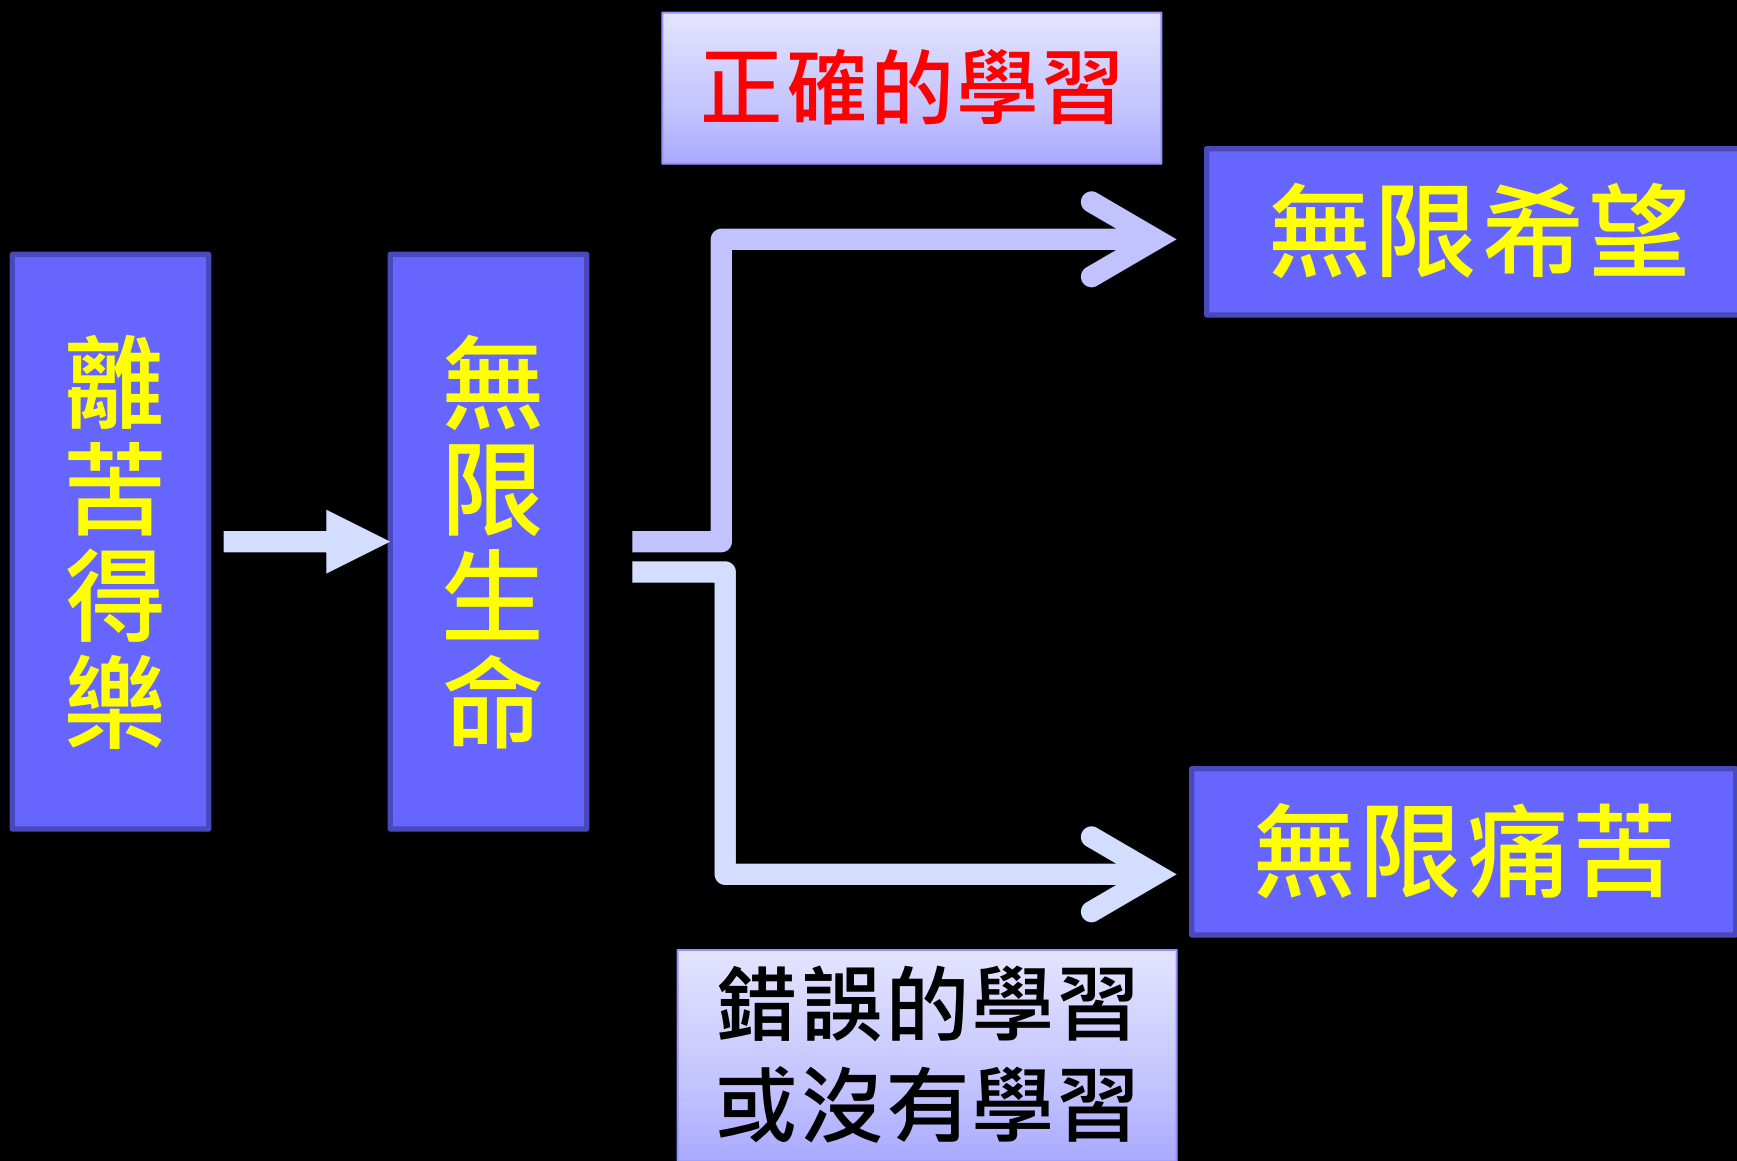 正確的學習
無限希望
離苦得樂
無限生命
無限痛苦
錯誤的學習
或沒有學習